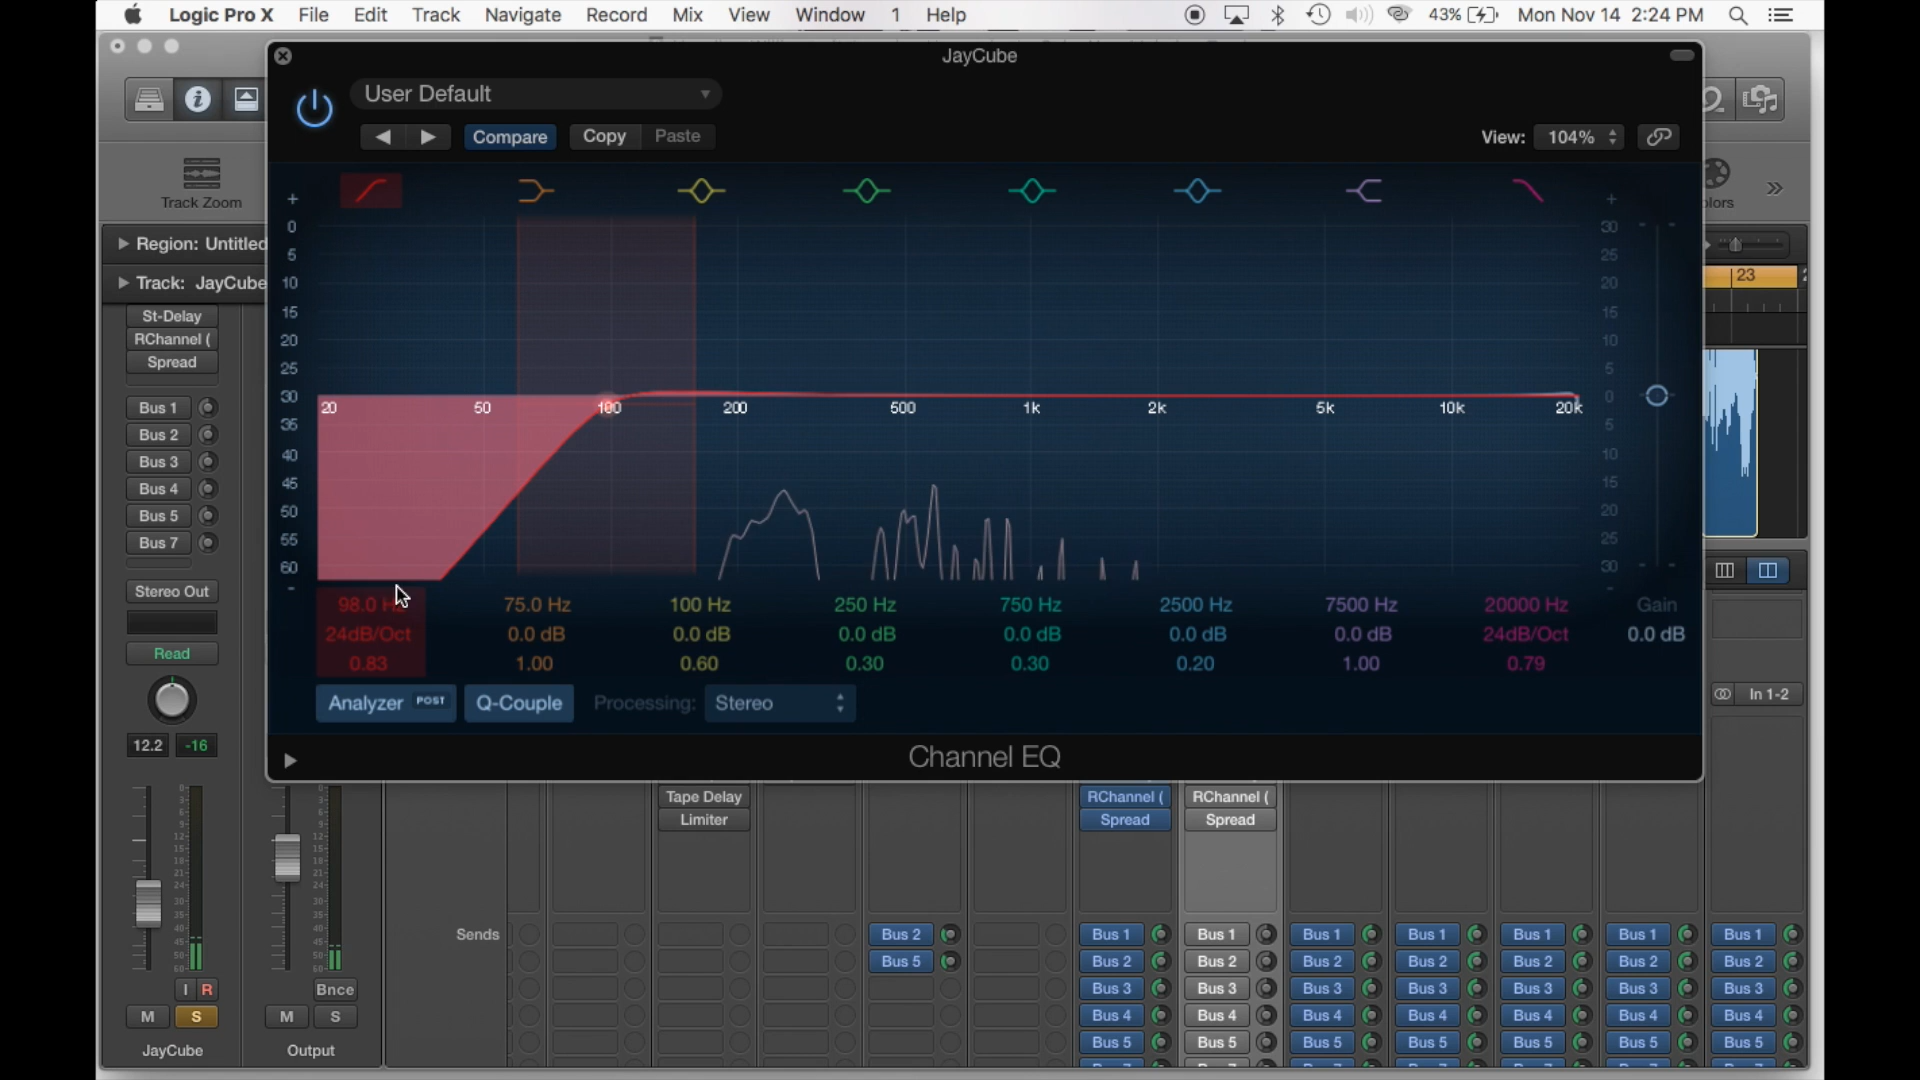 Logic Pro X File Edit Track Navigate Record Mix View Window 1 Help 43% Mon Nov 14 2:24 PM
JayCube
User Default
Compare Copy Paste
View: 104%
Track Zoom
Region: Untitled
Track: JayCube
23
St-Delay
RChannel (
Spread
Bus 1
Bus 2
Bus 3
Bus 4
Bus 5
Bus 7
Stereo Out
Read
12.2 -16
I R
Bnce
M S
M S
JayCube
Output
+ 0 5 10 15 20 25 30 35 40 45 50 55 60 -
20 50 100 200 500 1k 2k 5k 10k 20k
+ 30 25 20 15 10 5 0 5 10 15 20 25 30 -
98.0 Hz 75.0 Hz 100 Hz 250 Hz 750 Hz 2500 Hz 7500 Hz 20000 Hz Gain
24dB/Oct 0.0 dB 0.0 dB 0.0 dB 0.0 dB 0.0 dB 0.0 dB 24dB/Oct 0.0 dB
0.83 1.00 0.60 0.30 0.30 0.20 1.00 0.79
Analyzer POST Q-Couple Processing: Stereo
Channel EQ
In 1-2
Tape Delay RChannel ( RChannel (
Limiter Spread Spread
Sends Bus 2 Bus 1 Bus 1 Bus 1 Bus 1 Bus 1 Bus 1 Bus 1
Bus 5 Bus 2 Bus 2 Bus 2 Bus 2 Bus 2 Bus 2 Bus 2
Bus 3 Bus 3 Bus 3 Bus 3 Bus 3 Bus 3 Bus 3
Bus 4 Bus 4 Bus 4 Bus 4 Bus 4 Bus 4 Bus 4
Bus 5 Bus 5 Bus 5 Bus 5 Bus 5 Bus 5 Bus 5